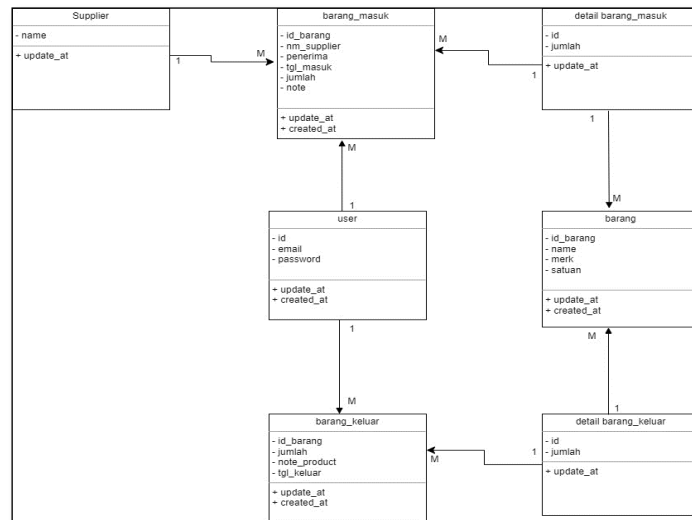 Supplier
- name
+ update_at
barang_masuk
- id_barang
- nm_supplier
- penerima
- tgl_masuk
- jumlah
- note
+ update_at
+ created_at
detail barang_masuk
- id
- jumlah
+ update_at
1
M
M
1
1
M
M
1
user
- id
- email
- password
+ update_at
+ created_at
barang
- id_barang
- name
- merk
- satuan
+ update_at
+ created_at
1
M
M
1
barang_keluar
- id_barang
- jumlah
- note_product
- tgl_keluar
+ update_at
+ created_at
detail barang_keluar
- id
- jumlah
+ update_at
M
1